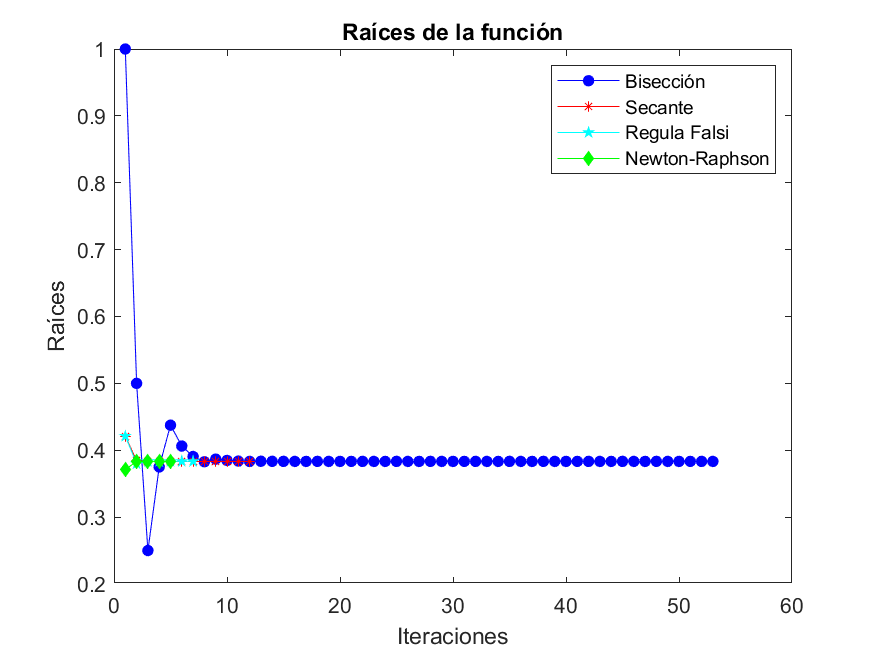 Raíces de la función
Bisección
Secante
Regula Falsi
Newton-Raphson
Raíces
1
0.9
0.8
0.7
0.6
0.5
0.4
0.3
0.2
0 10 20 30 40 50 60
Iteraciones